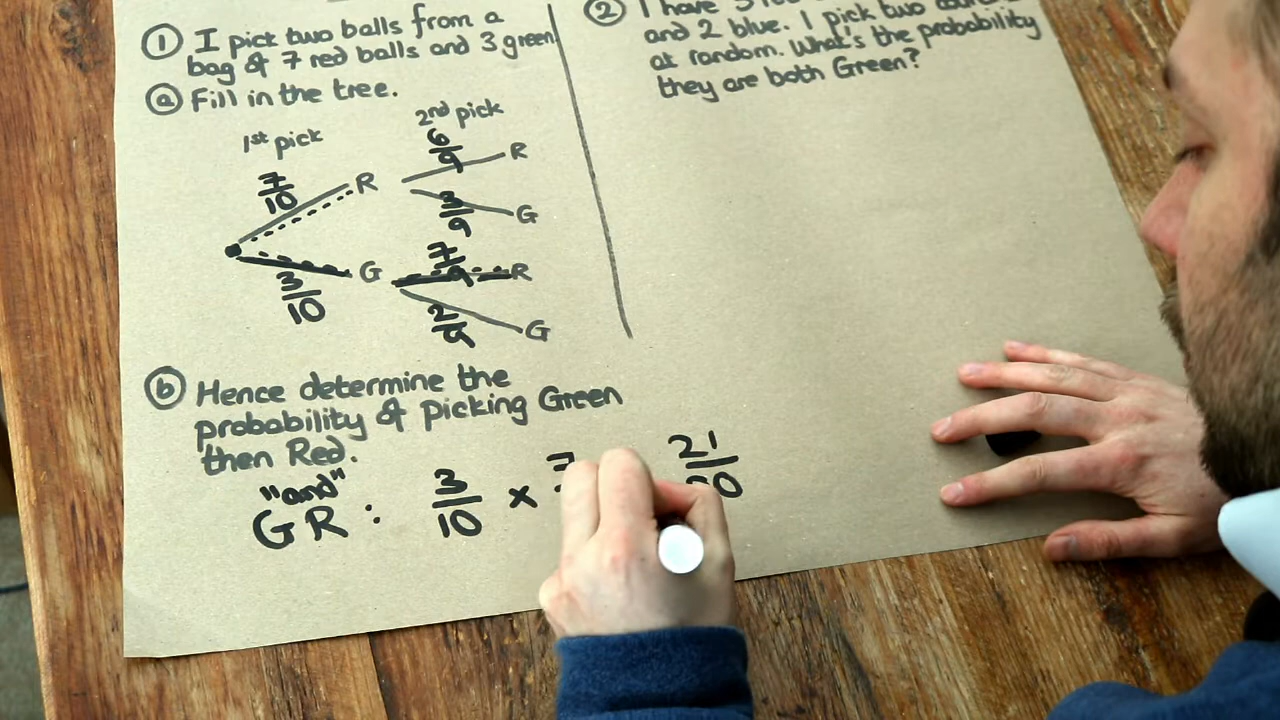 ① I pick two balls from a
bag of 7 red balls and 3 green
ⓐ Fill in the tree.
1st pick
2nd pick
7/10
R
6/9
R
3/9
G
3/10
G
7/9
R
2/9
G
ⓑ Hence determine the
probability of picking Green
then Red.
"and"
G R : 3/10 × 7 21
② I have
and 2 blue. I pick two
at random. What's the probability
they are both Green?